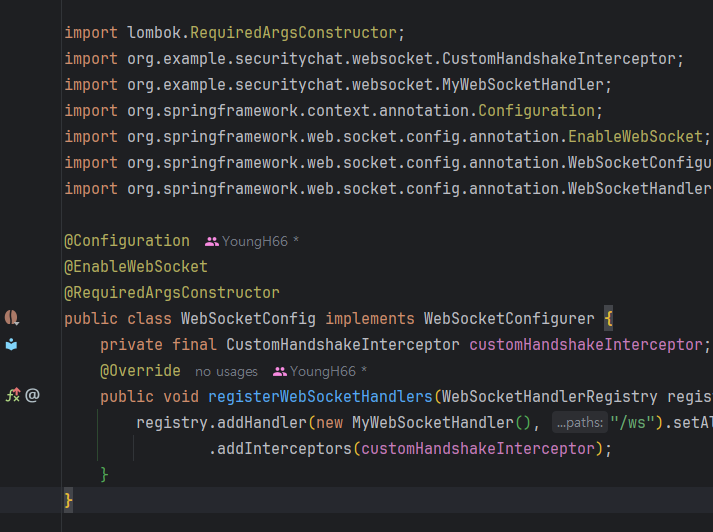 import lombok.RequiredArgsConstructor;
import org.example.securitychat.websocket.CustomHandshakeInterceptor;
import org.example.securitychat.websocket.MyWebSocketHandler;
import org.springframework.context.annotation.Configuration;
import org.springframework.web.socket.config.annotation.EnableWebSocket;
import org.springframework.web.socket.config.annotation.WebSocketConfigu
import org.springframework.web.socket.config.annotation.WebSocketHandler
@Configuration YoungH66 *
@EnableWebSocket
@RequiredArgsConstructor
public class WebSocketConfig implements WebSocketConfigurer {
private final CustomHandshakeInterceptor customHandshakeInterceptor;
@Override no usages YoungH66 *
public void registerWebSocketHandlers(WebSocketHandlerRegistry regis
registry.addHandler(new MyWebSocketHandler(), ...paths: "/ws").setAl
.addInterceptors(customHandshakeInterceptor);
}
}